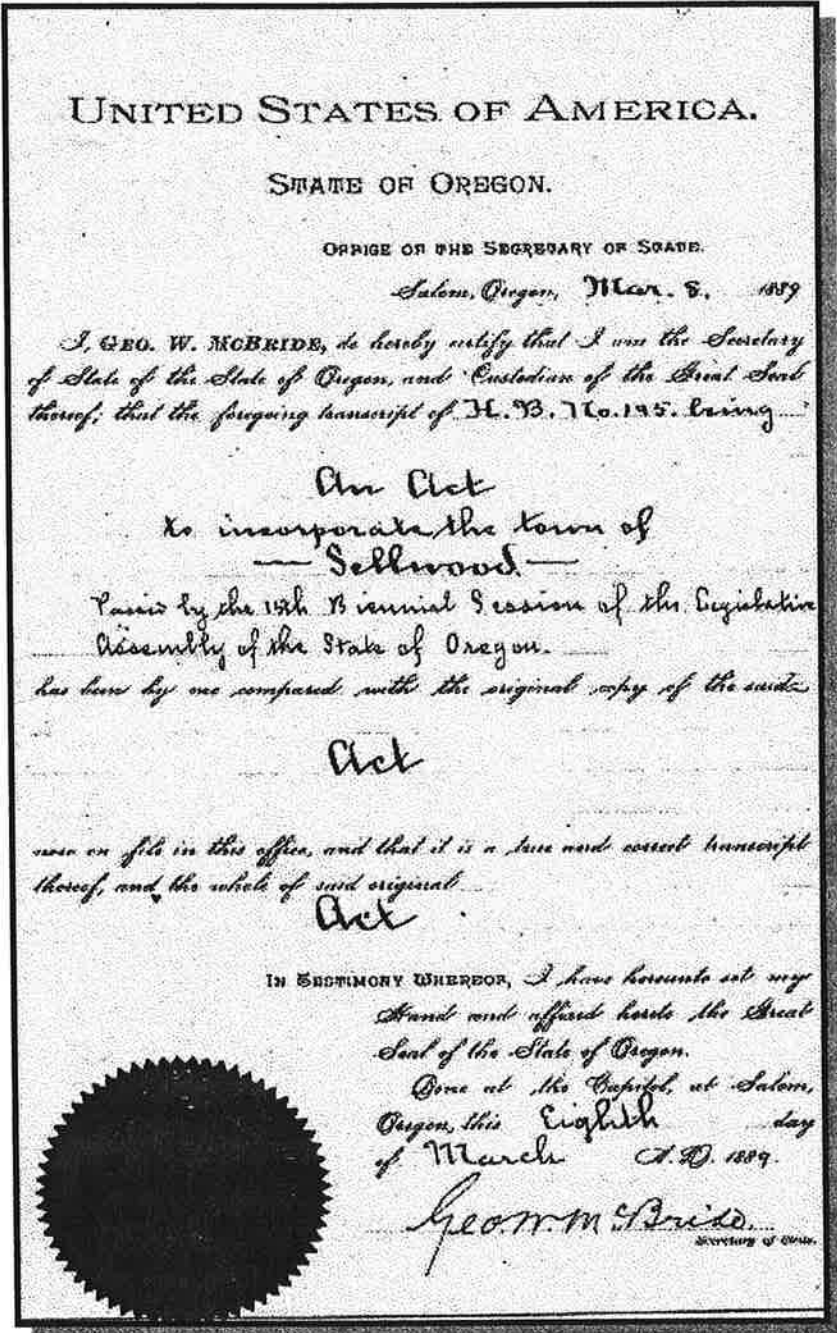 UNITED STATES OF AMERICA.
STATE OF OREGON.
OFFICE OF THE SECRETARY OF STATE.
Salem, Oregon, Mar. 8. 1889
I, GEO. W. MCBRIDE, do hereby certify that I am the Secretary
of State of the State of Oregon, and Custodian of the Great Seal
thereof; that the foregoing transcript of H. B. No. 195. being
An Act
to incorporate the town of
— Sellwood —
Passed by the 15th Biennial Session of the Legislative
Assembly of the State of Oregon.
has been by me compared with the original copy of the said
Act
now on file in this office, and that it is a true and correct transcript
thereof, and the whole of said original
Act
IN TESTIMONY WHEREOF, I have hereunto set my
Hand and affixed hereto the Great
Seal of the State of Oregon.
Done at the Capitol, at Salem,
Oregon, this Eighth day
of March A. D. 1889.
Geo. W. McBride.
Secretary of State.